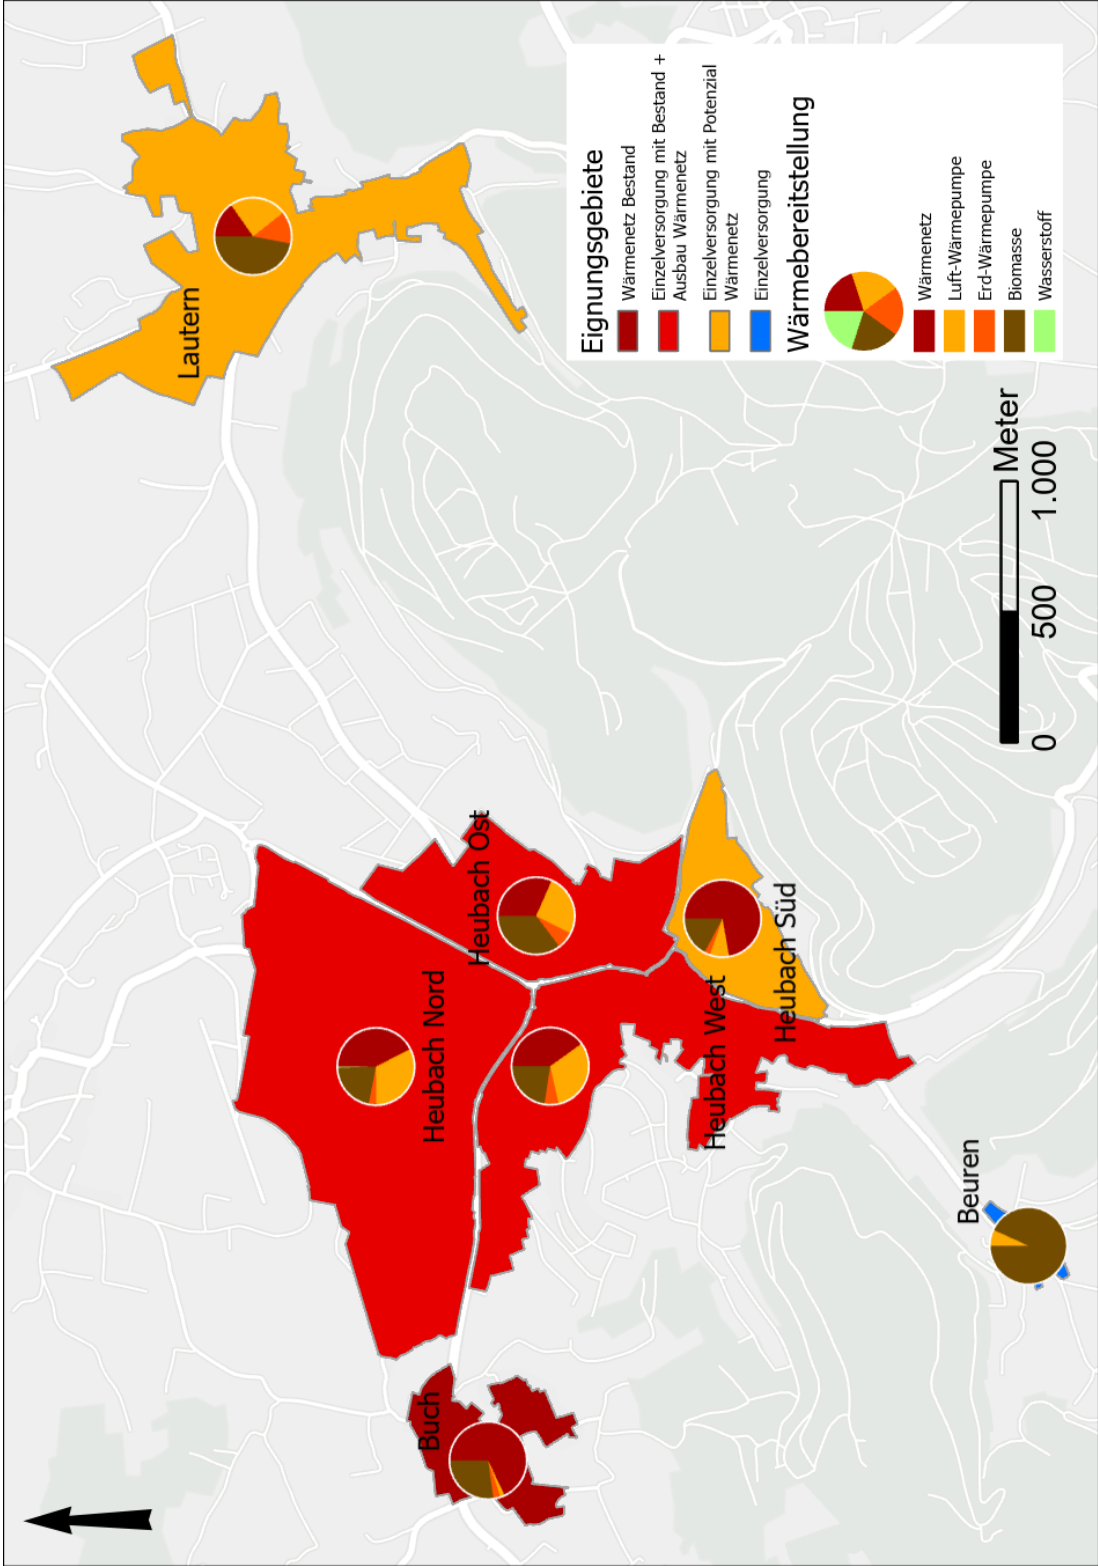 Lautern
Heubach Ost
Heubach Nord
Heubach West
Heubach Süd
Buch
Beuren
Eignungsgebiete
Wärmenetz Bestand
Einzelversorgung mit Bestand +
Ausbau Wärmenetz
Einzelversorgung mit Potenzial
Wärmenetz
Einzelversorgung
Wärmebereitstellung
Wärmenetz
Luft-Wärmepumpe
Erd-Wärmepumpe
Biomasse
Wasserstoff
0 500 1.000
Meter